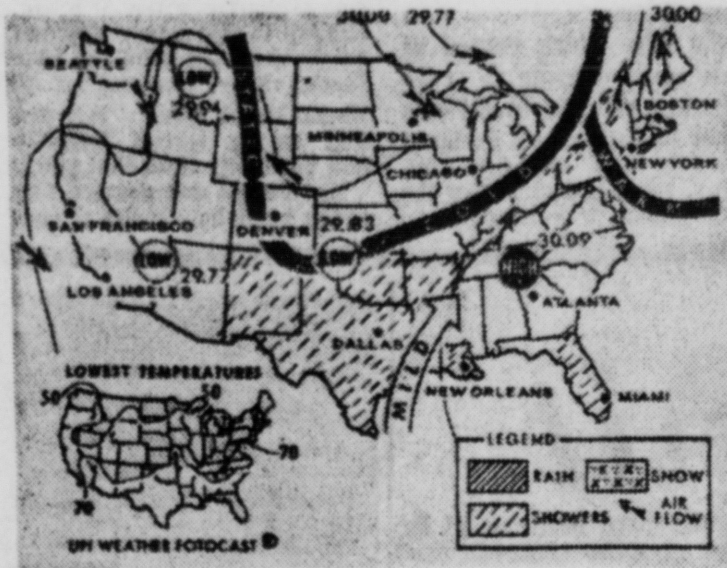 29.77
30.00
SEATTLE
LOW
29.94
STATIC
BOSTON
MINNEAPOLIS
NEW YORK
CHICAGO
COLD
WARM
SAN FRANCISCO
DENVER
29.83
LOW
30.09
HIGH
LOW
29.77
LOS ANGELES
ATLANTA
DALLAS
MILD
NEW ORLEANS
MIAMI
LOWEST TEMPERATURES
50
50
70
70
UPI WEATHER FOTOCAST ®
LEGEND
RAIN
SNOW
SHOWERS
AIR FLOW